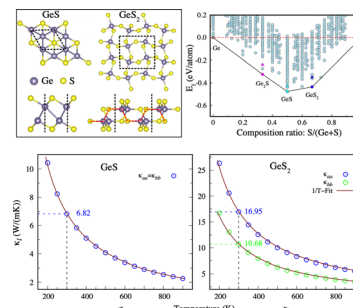 GeS
GeS2
Ge S
Ef (eV/atom)
0.2
0.0
-0.2
-0.4
-0.6
Ge
Ge2S
GeS
GeS2
0 0.2 0.4 0.6 0.8
Composition ratio: S/(Ge+S)
κl (W/(mK))
10
8
6
4
2
GeS
κaa=κbb
6.82
200 400 600 800
25
20
15
10
5
GeS2
κaa
κbb
1/T-Fit
16.95
10.68
200 400 600 800
Temperature (K)